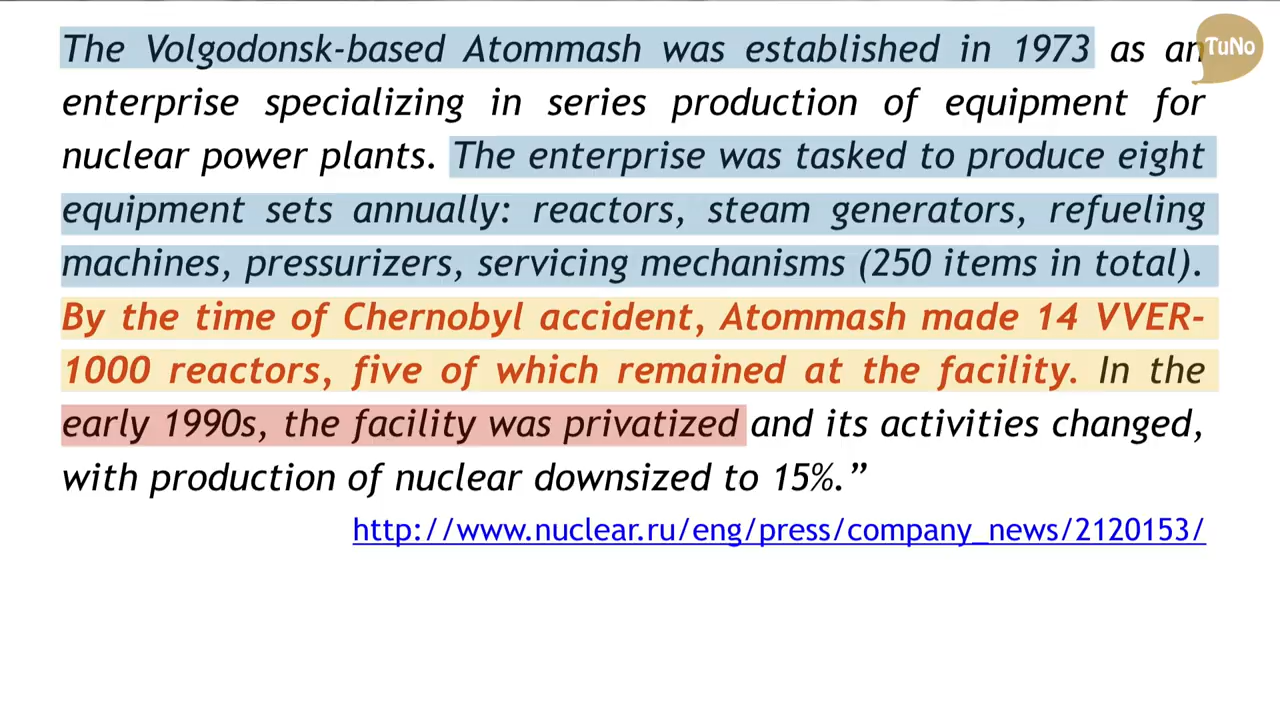 The Volgodonsk-based Atommash was established in 1973 as an
enterprise specializing in series production of equipment for
nuclear power plants. The enterprise was tasked to produce eight
equipment sets annually: reactors, steam generators, refueling
machines, pressurizers, servicing mechanisms (250 items in total).
By the time of Chernobyl accident, Atommash made 14 VVER-
1000 reactors, five of which remained at the facility. In the
early 1990s, the facility was privatized and its activities changed,
with production of nuclear downsized to 15%.”
http://www.nuclear.ru/eng/press/company_news/2120153/
TuNo